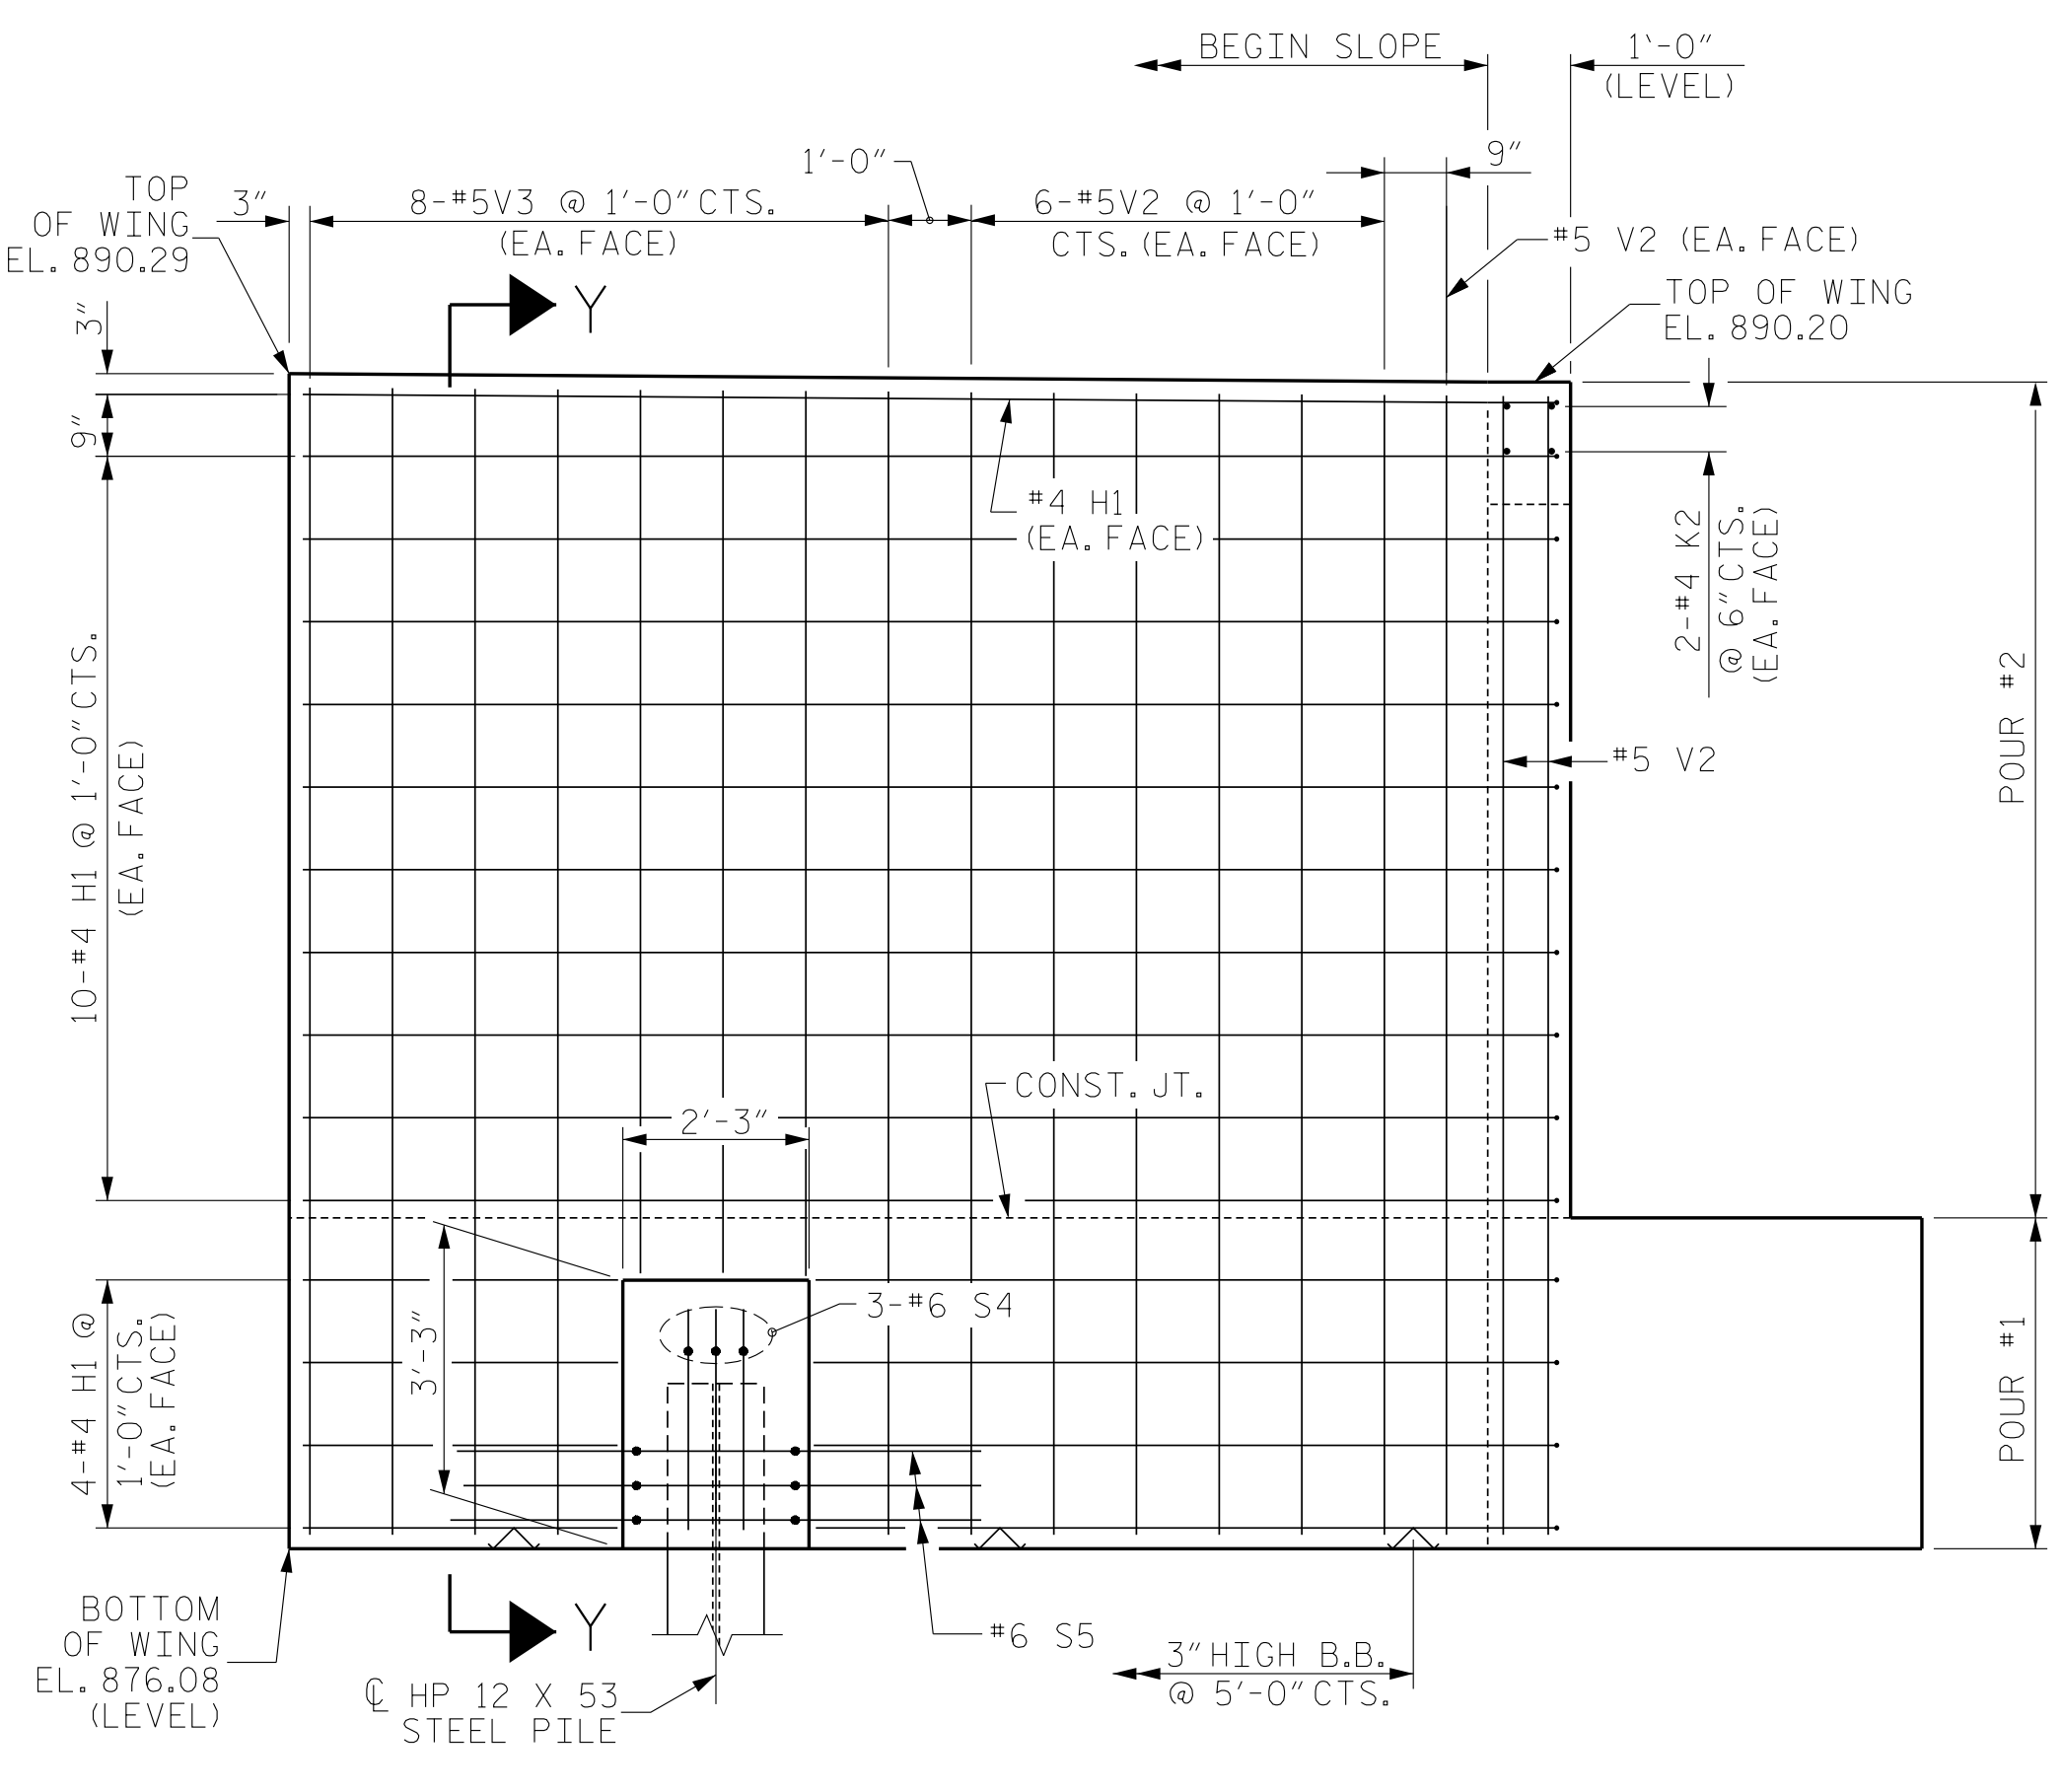 BEGIN SLOPE
1'-0"
(LEVEL)
1'-0"
9"
TOP
OF WING
EL. 890.29
3"
8-#5V3 @ 1'-0"CTS.
(EA. FACE)
6-#5V2 @ 1'-0"
CTS. (EA. FACE)
#5 V2 (EA. FACE)
TOP OF WING
EL. 890.20
Y
3"
9"
#4 H1
(EA. FACE)
2-#4 K2
@ 6"CTS.
(EA. FACE)
10-#4 H1 @ 1'-0"CTS.
(EA. FACE)
#5 V2
POUR #2
CONST. JT.
2'-3"
3'-3"
3-#6 S4
4-#4 H1 @
1'-0"CTS.
(EA. FACE)
POUR #1
BOTTOM
OF WING
EL. 876.08
(LEVEL)
Y
#6 S5
3"HIGH B.B.
@ 5'-0"CTS.
℄ HP 12 X 53
STEEL PILE